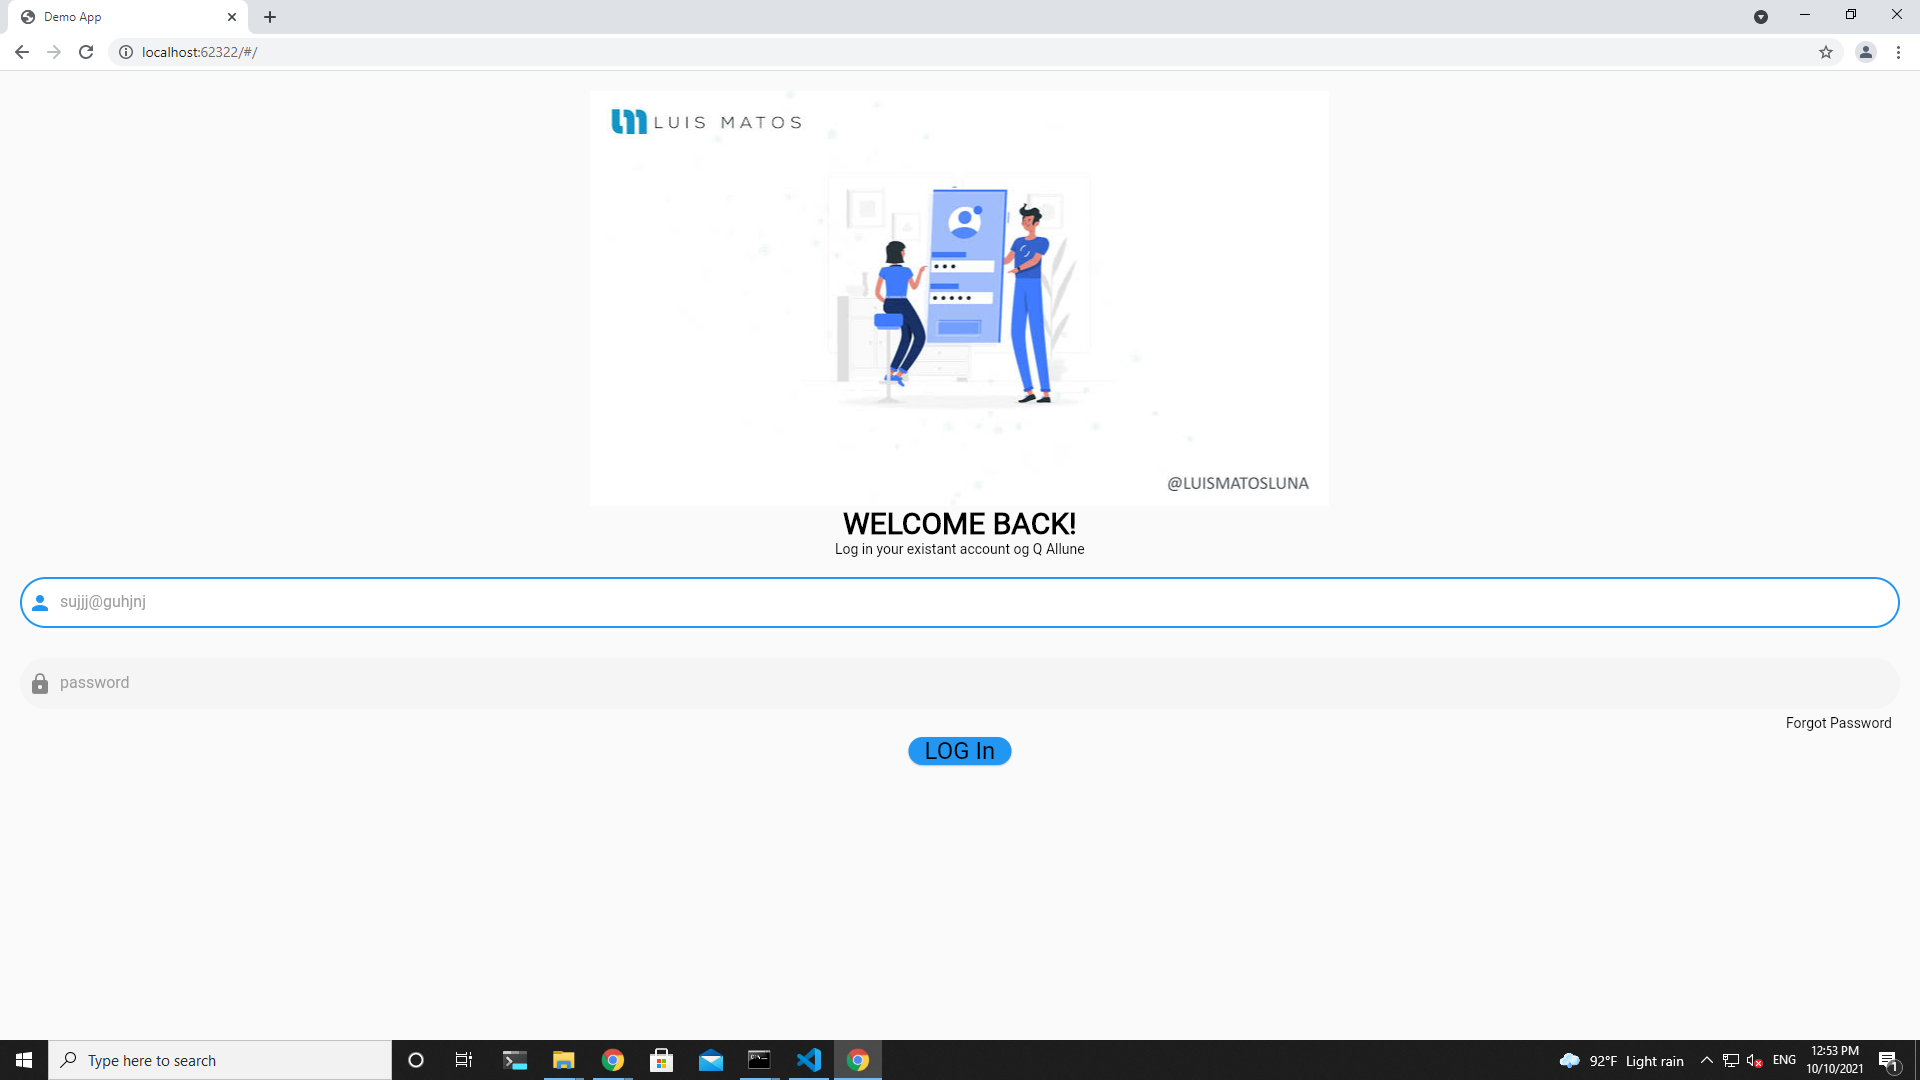 Demo App
localhost:62322/#/
LUIS MATOS
@LUISMATOSLUNA
WELCOME BACK!
Log in your existant account og Q Allune
sujjj@guhjnj
password
Forgot Password
LOG In
Type here to search
92°F Light rain
ENG
12:53 PM
10/10/2021
1